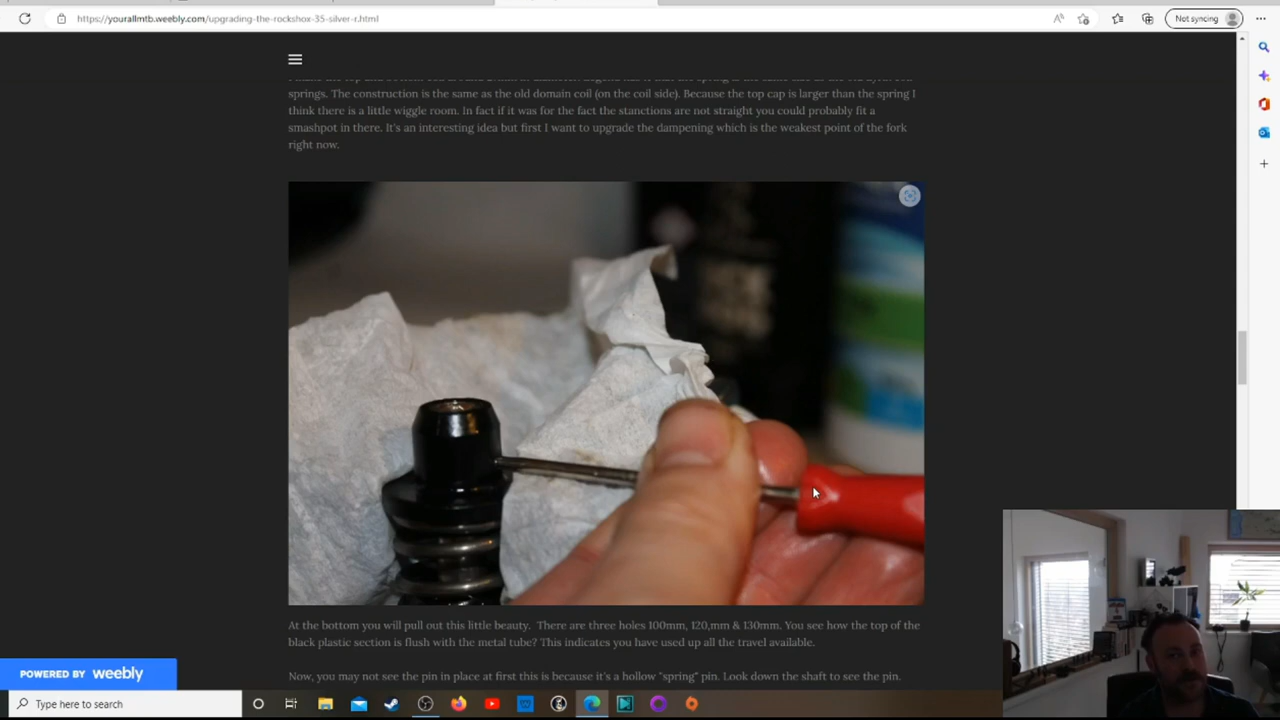 https://yourallmtb.weebly.com/upgrading-the-rockshox-35-silver-r.html
Not syncing
springs. The construction is the same as the old domain coil (on the coil side). Because the top cap is larger than the spring I
think there is a little wiggle room. In fact if it was for the fact the stanctions are not straight you could probably fit a
smashpot in there. It's an interesting idea but first I want to upgrade the dampening which is the weakest point of the fork
right now.
At the bottom you will pull out this little beauty. There are three holes 100mm, 120,mm & 130mm. You see how the top of the
black plastic section is flush with the metal tube? This indicates you have used up all the travel available.
Now, you may not see the pin in place at first this is because it's a hollow "spring" pin. Look down the shaft to see the pin.
POWERED BY weebly
Type here to search